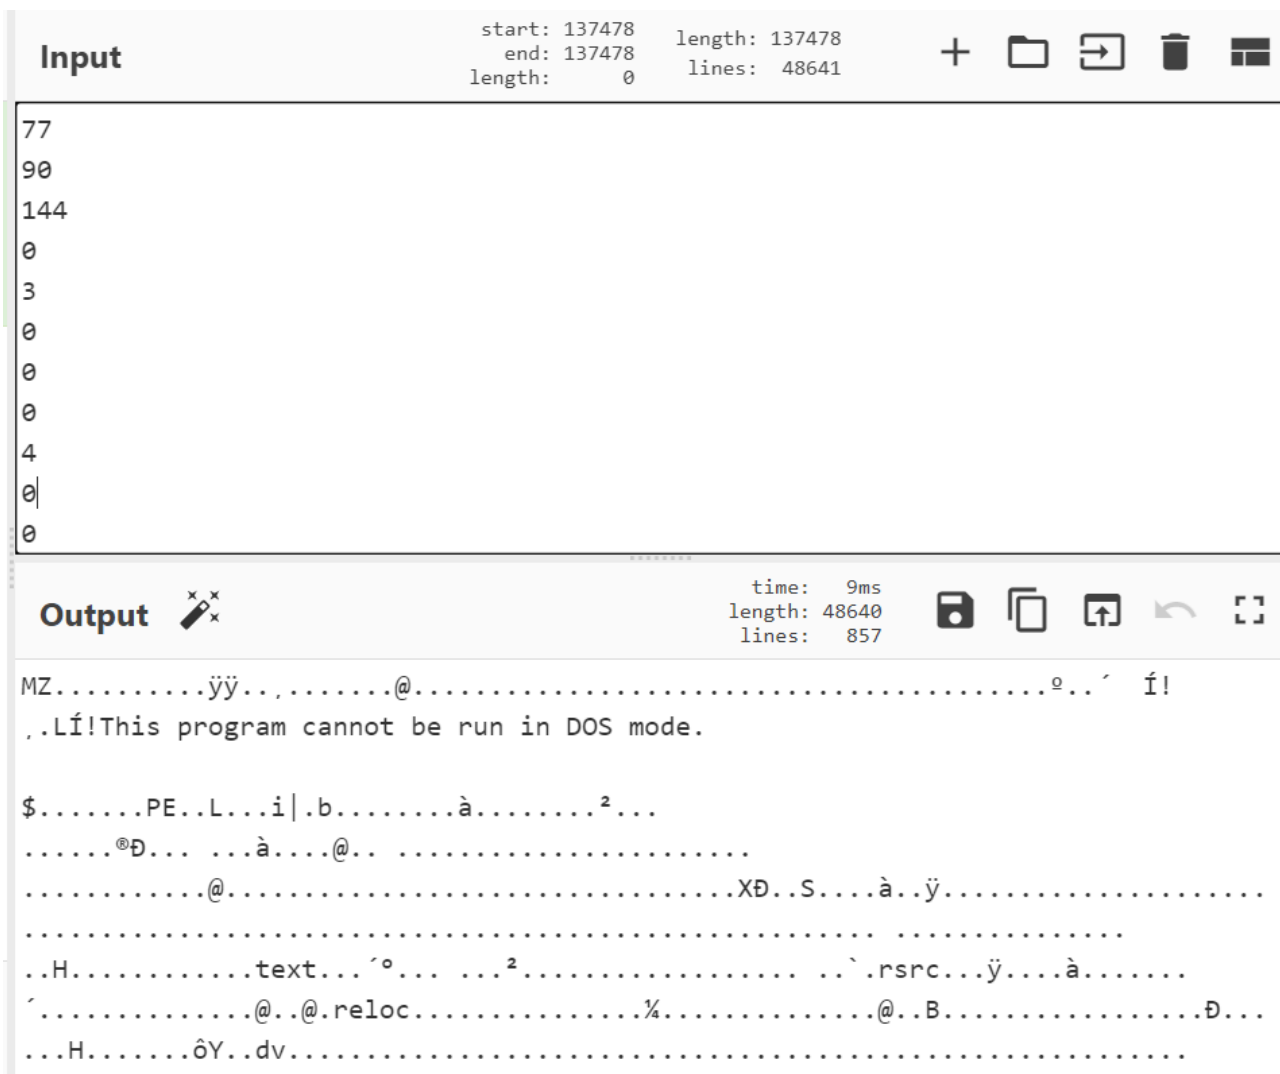 Input
start: 137478
end: 137478
length: 0
length: 137478
lines: 48641
77
90
144
0
3
0
0
0
4
0
0
Output
time: 9ms
length: 48640
lines: 857
MZ..........ÿÿ..¸.......@.........................................º..´ Í!
¸.LÍ!This program cannot be run in DOS mode.
$.......PE..L...i|.b........à........²...
......®Ð... ...à....@.. .......................
............@.................................XÐ..S....à..ÿ.....................
....................................................... ...............
..H............text...´º... ...².................. ..`.rsrc...ÿ....à.......
´..............@..@.reloc...............¼..............@..B.................Ð...
...H.......ôY..dv..........................................................